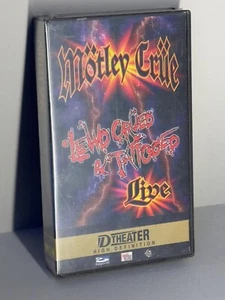 Mötley Crüe
Lewd Crüed
& Tattooed
Live
D THEATER
HIGH DEFINITION